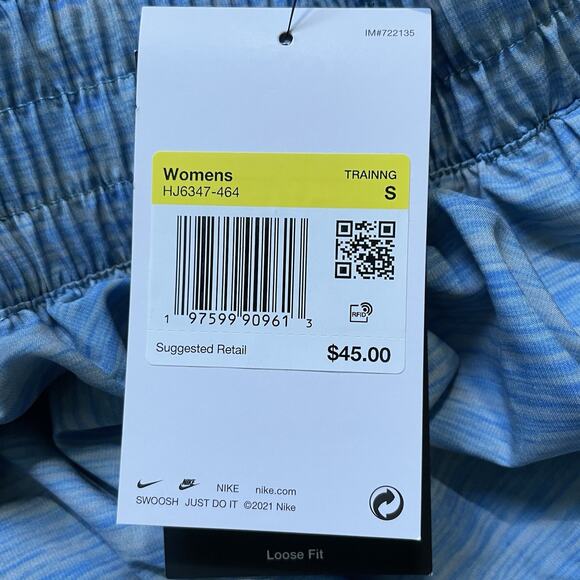 IM#722135
Womens TRAINNG
HJ6347-464 S
RFID
1 97599 90961 3
Suggested Retail $45.00
NIKE NIKE nike.com
SWOOSH JUST DO IT ©2021 Nike
Loose Fit